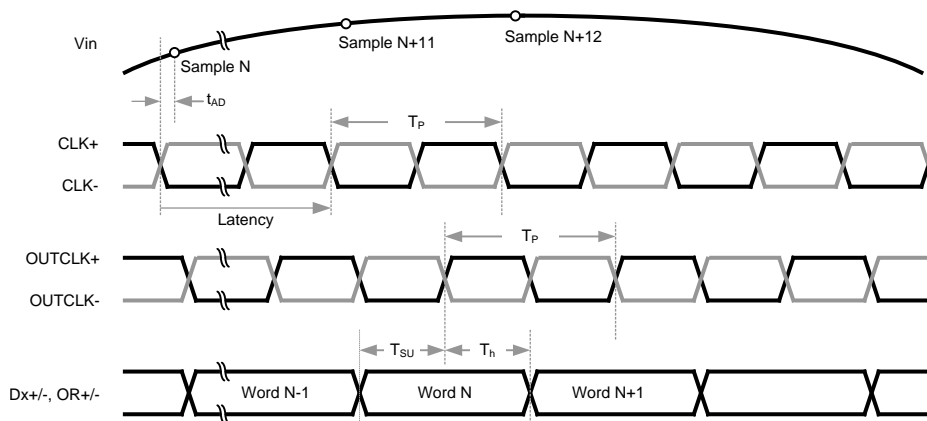 Vin
Sample N
Sample N+11
Sample N+12
tAD
TP
CLK+
CLK-
Latency
TP
OUTCLK+
OUTCLK-
TSU
Th
Dx+/-, OR+/-
Word N-1
Word N
Word N+1